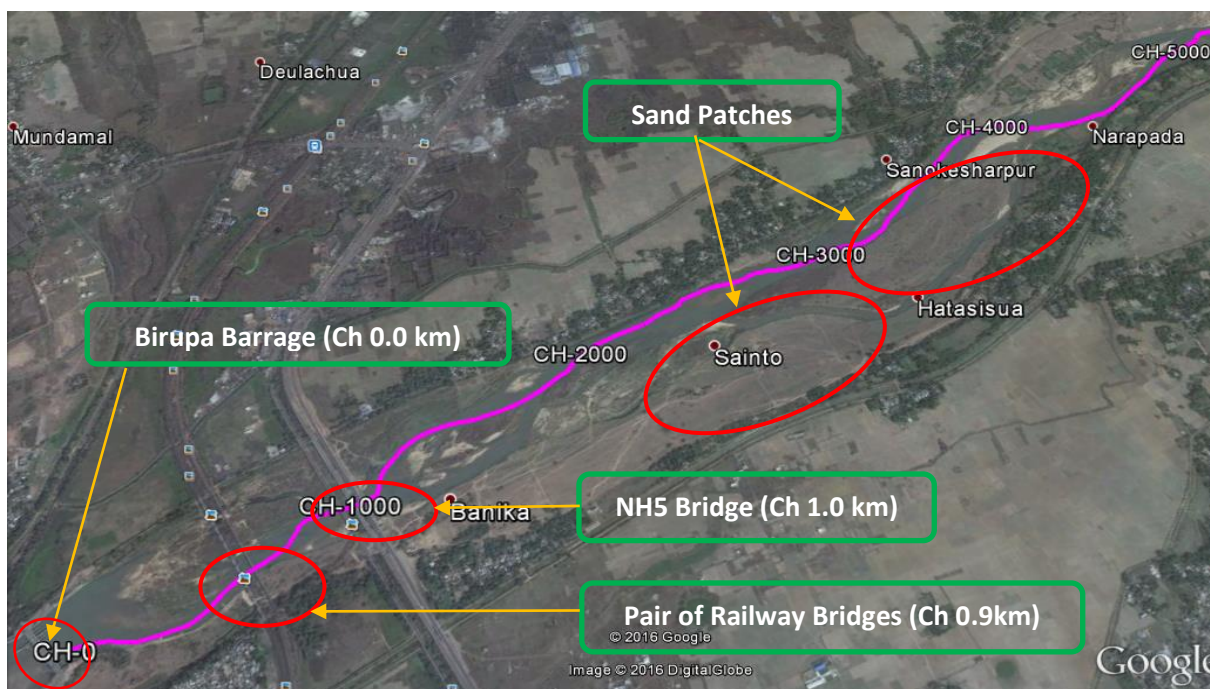 CH-5000
Deulachua
Sand Patches
Mundamal
CH-4000
Narapada
Sanokesharpur
CH-3000
Hatasisua
Birupa Barrage (Ch 0.0 km)
CH-2000
Sainto
CH-1000
Banika
NH5 Bridge (Ch 1.0 km)
Pair of Railway Bridges (Ch 0.9km)
© 2016 Google
CH-0
Image © 2016 DigitalGlobe
Google